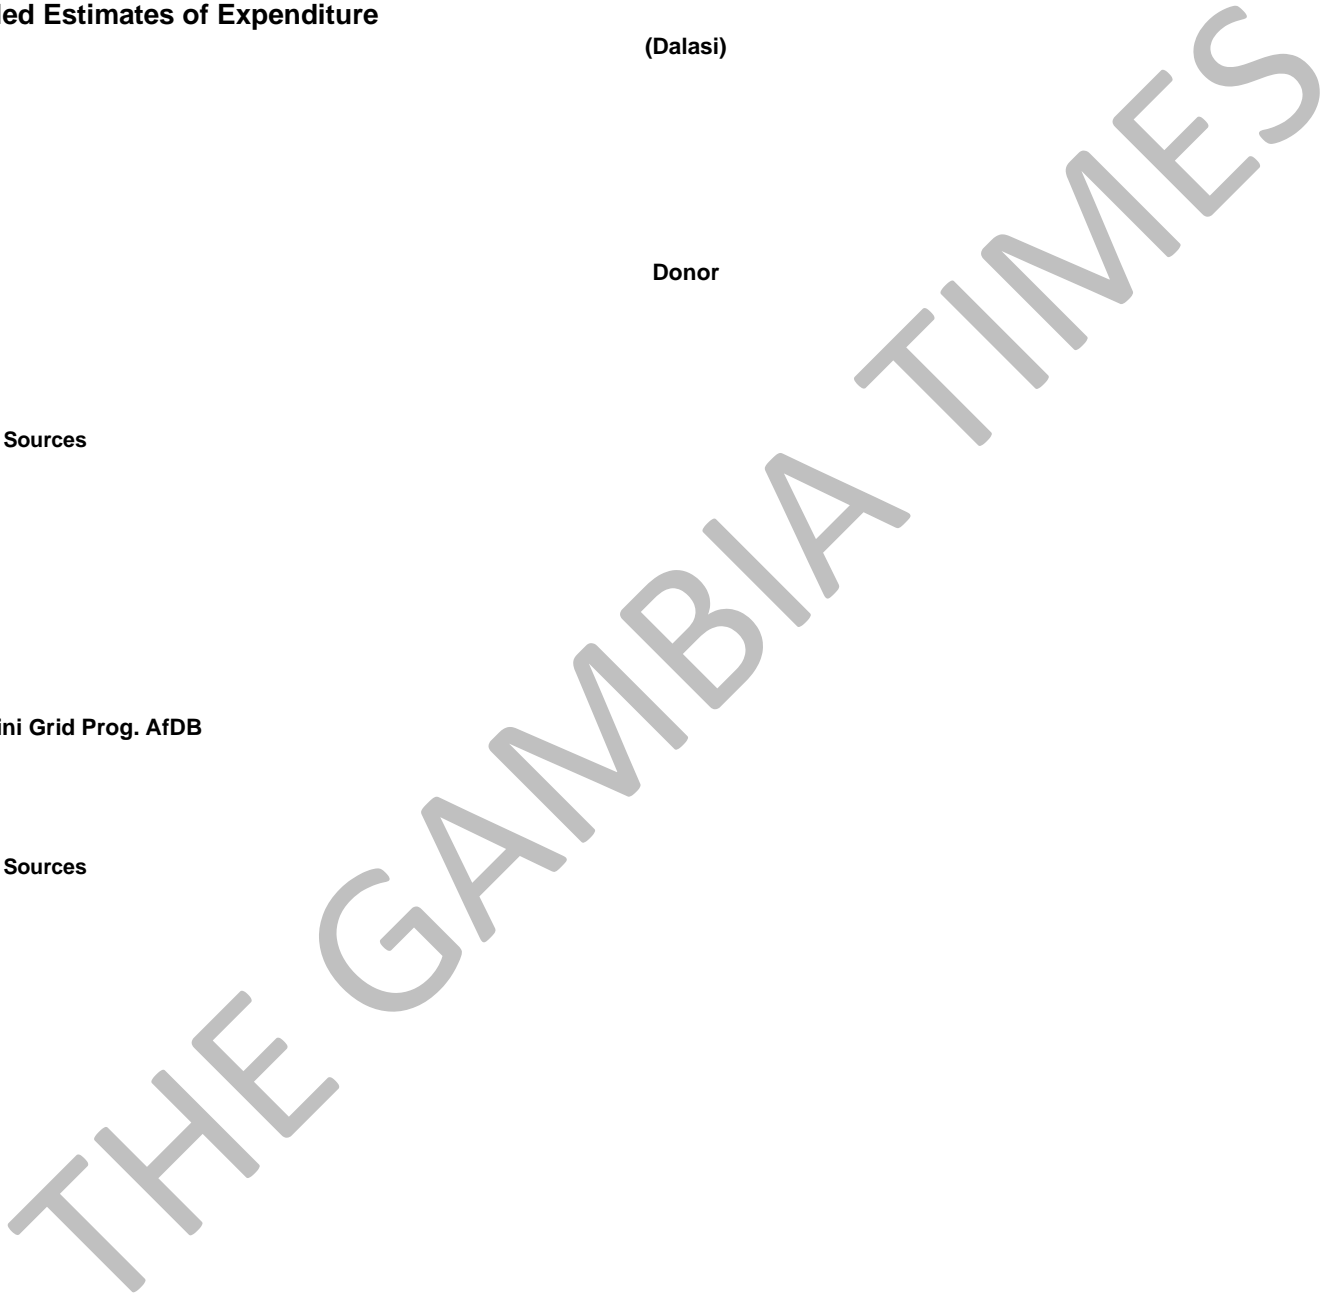 led Estimates of Expenditure
(Dalasi)
Donor
Sources
ini Grid Prog. AfDB
Sources
THE GAMBIA TIMES